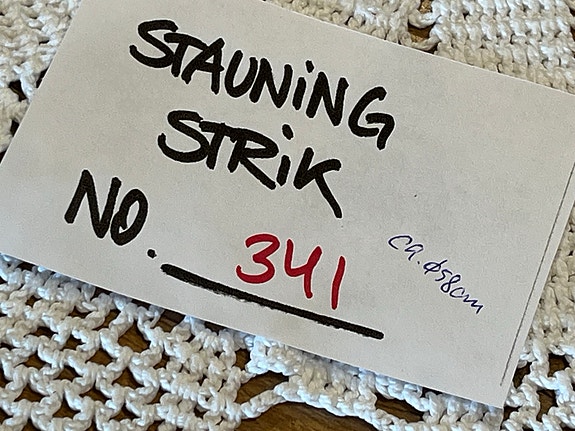 STAUNiNG
STRiK
NO. 341
ca. ø58cm